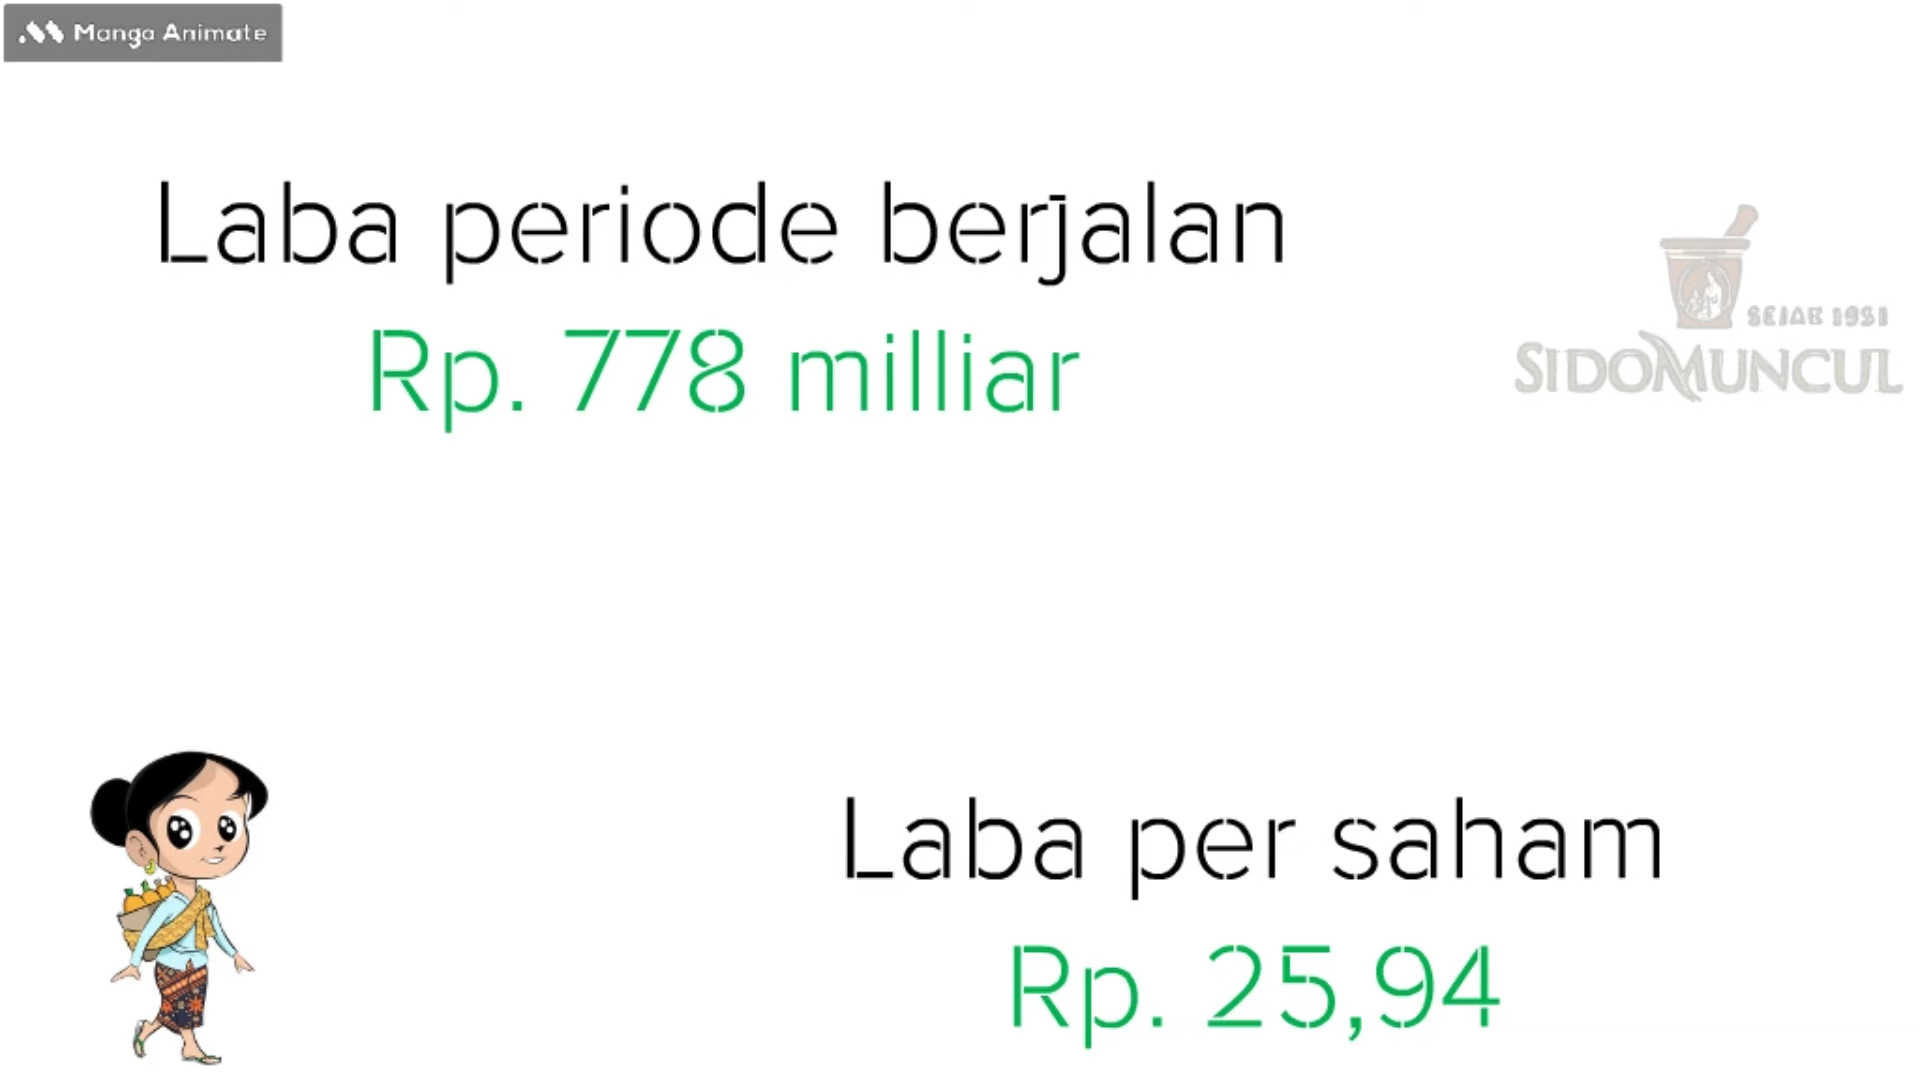 Manga Animate
Laba periode berjalan
Rp. 778 milliar
SEJAK 1951
SIDOMUNCUL
Laba per saham
Rp. 25,94